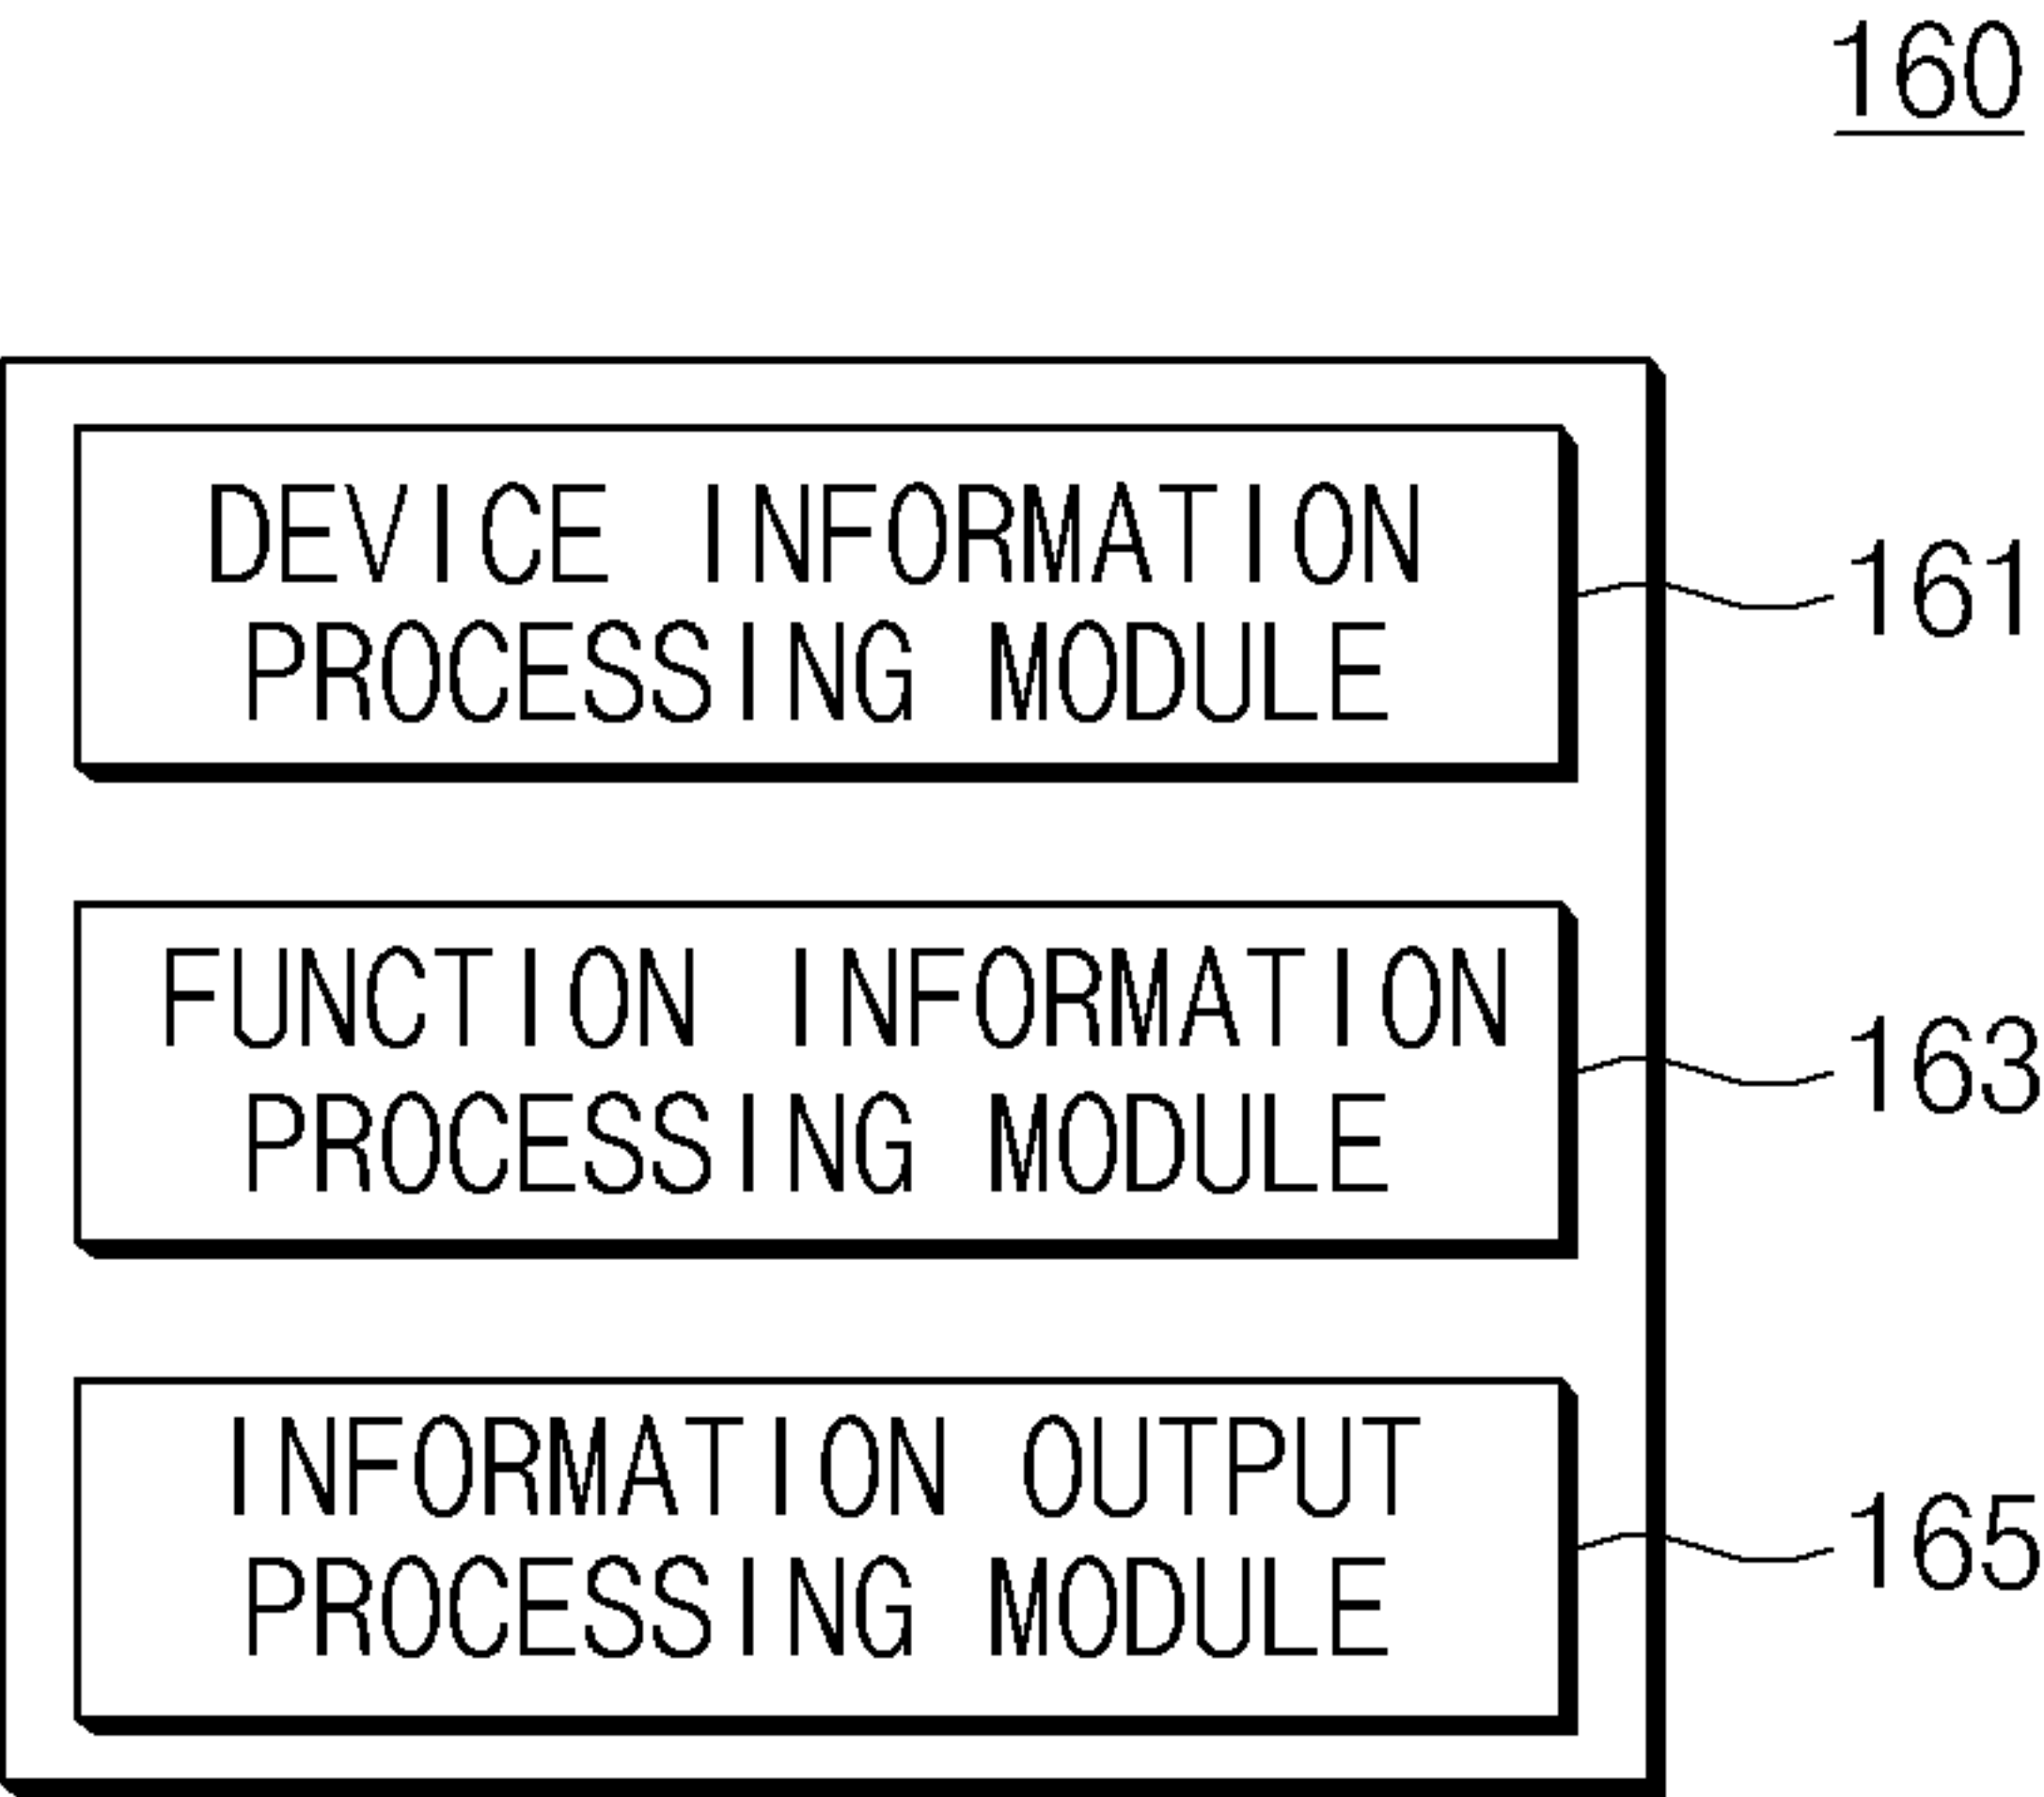 160
DEVICE INFORMATION
PROCESSING MODULE
161
FUNCTION INFORMATION
PROCESSING MODULE
163
INFORMATION OUTPUT
PROCESSING MODULE
165